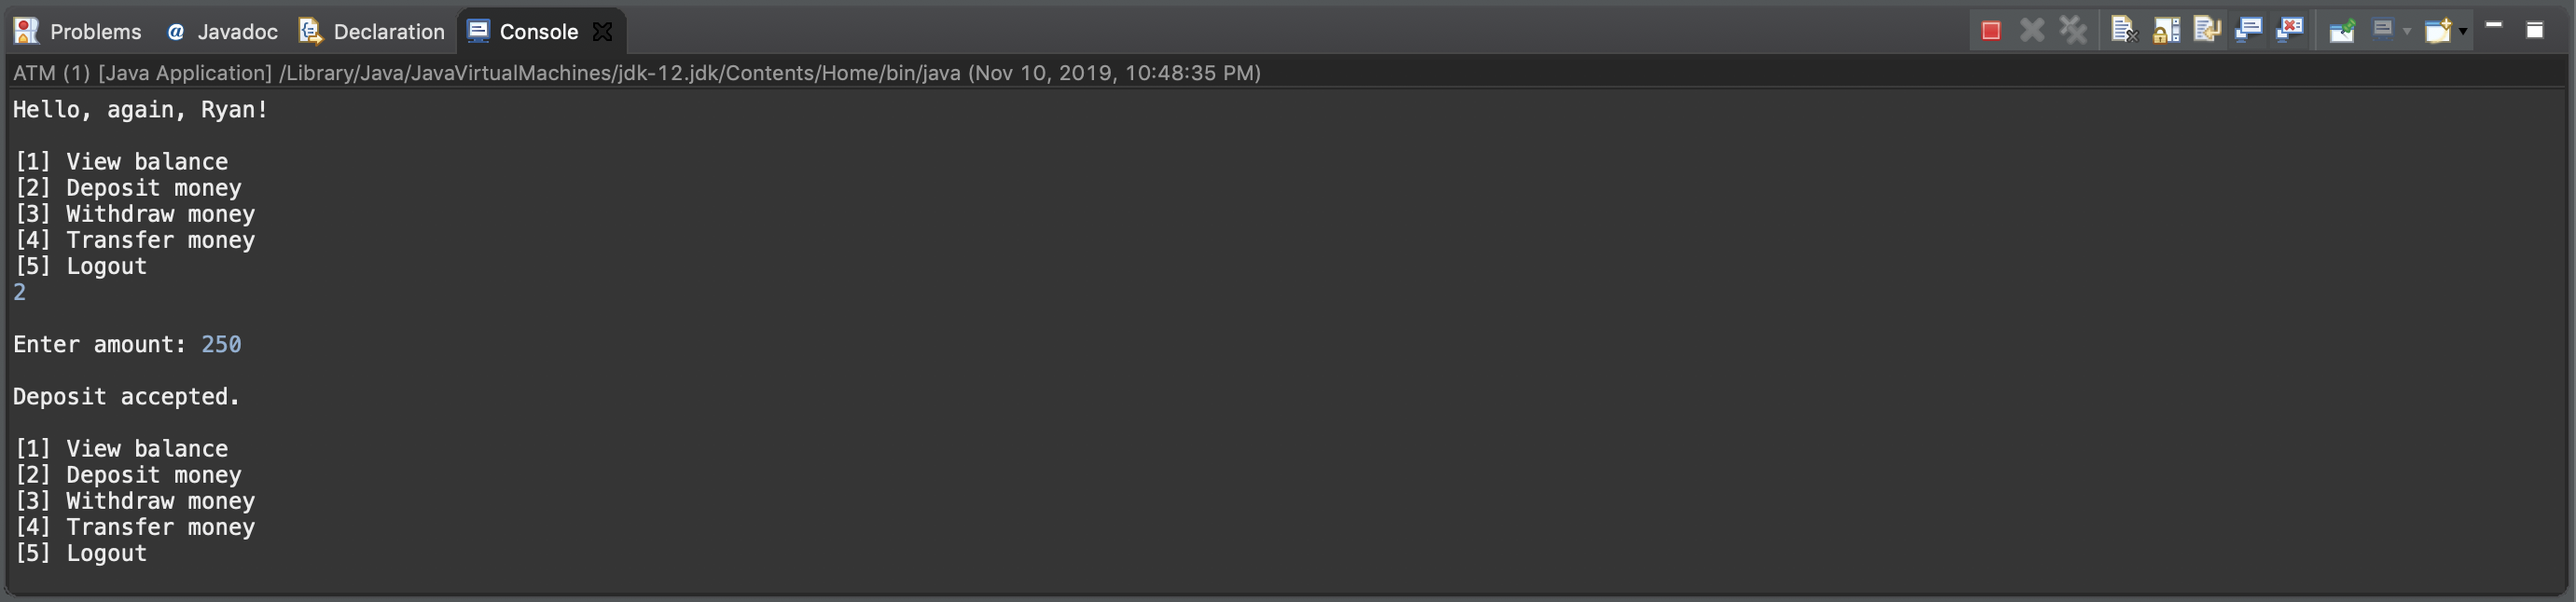 Problems @ Javadoc Declaration Console
ATM (1) [Java Application] /Library/Java/JavaVirtualMachines/jdk-12.jdk/Contents/Home/bin/java (Nov 10, 2019, 10:48:35 PM)
Hello, again, Ryan!
[1] View balance
[2] Deposit money
[3] Withdraw money
[4] Transfer money
[5] Logout
2
Enter amount: 250
Deposit accepted.
[1] View balance
[2] Deposit money
[3] Withdraw money
[4] Transfer money
[5] Logout